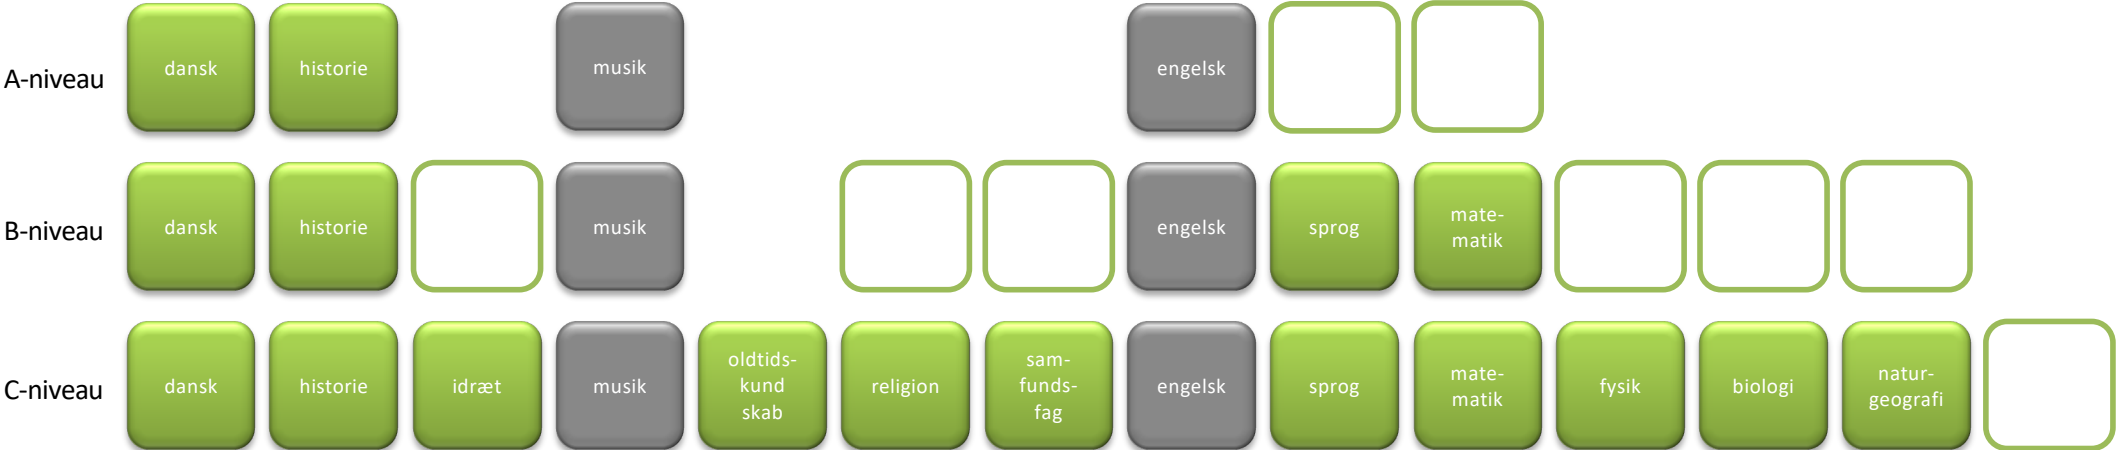 A-niveau dansk historie musik engelsk
B-niveau dansk historie musik engelsk sprog mate-
matik
C-niveau dansk historie idræt musik oldtids-
kund
skab religion sam-
funds-
fag engelsk sprog mate-
matik fysik biologi natur-
geografi